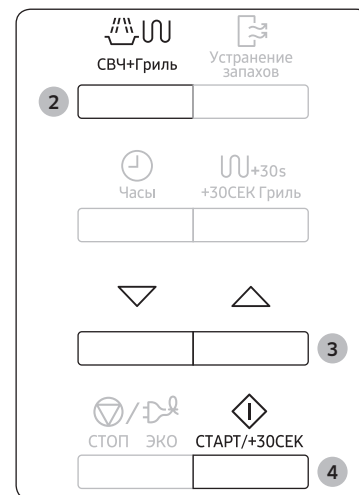 СВЧ+Гриль
Устранение
запахов
2
+30s
Часы
+30СЕК Гриль
3
СТОП ЭКО СТАРТ/+30СЕК
4